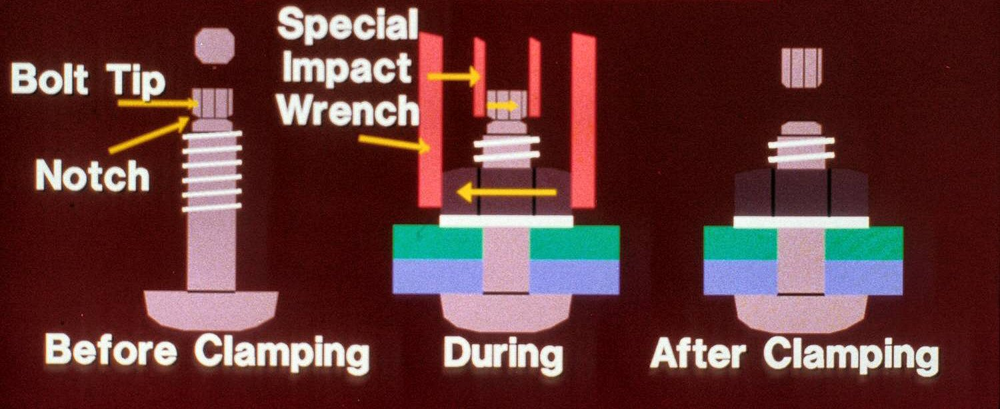 Bolt Tip
Notch
Special
Impact
Wrench
Before Clamping
During
After Clamping